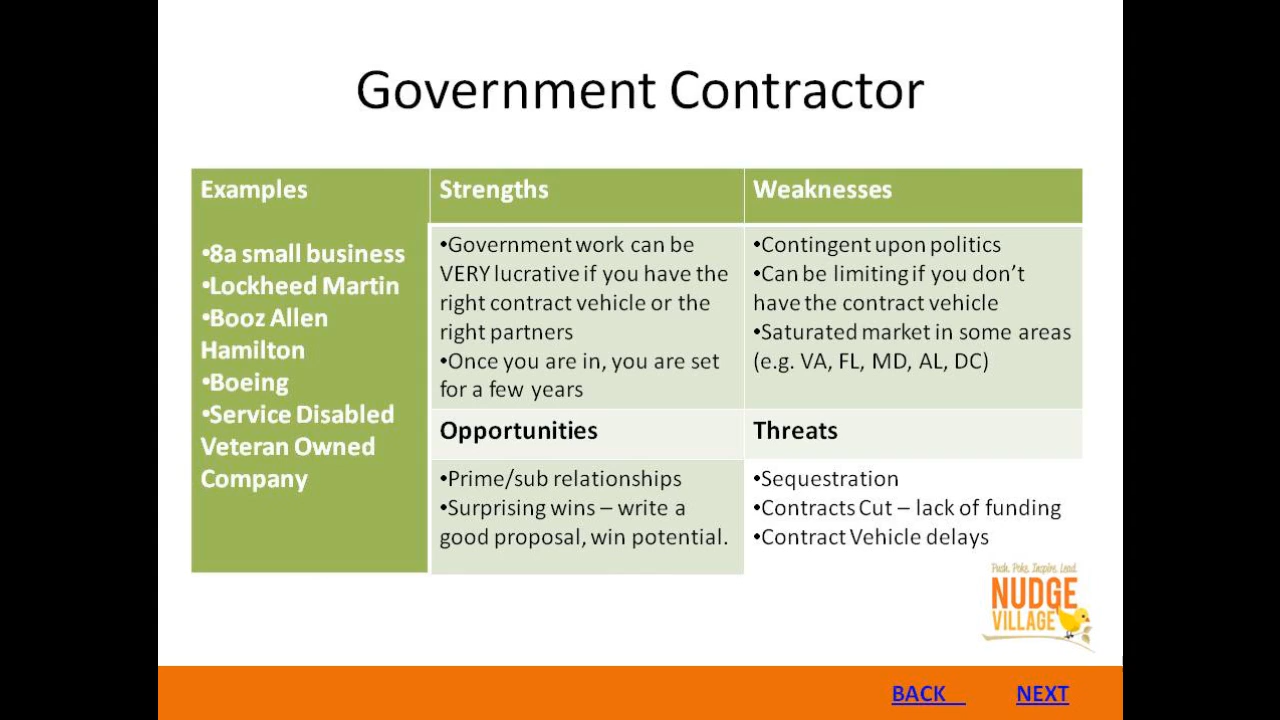 Government Contractor
Examples
•8a small business
•Lockheed Martin
•Booz Allen
Hamilton
•Boeing
•Service Disabled
Veteran Owned
Company
Strengths
•Government work can be
VERY lucrative if you have the
right contract vehicle or the
right partners
•Once you are in, you are set
for a few years
Weaknesses
•Contingent upon politics
•Can be limiting if you don’t
have the contract vehicle
•Saturated market in some areas
(e.g. VA, FL, MD, AL, DC)
Opportunities
•Prime/sub relationships
•Surprising wins – write a
good proposal, win potential.
Threats
•Sequestration
•Contracts Cut – lack of funding
•Contract Vehicle delays
Push. Poke. Inspire. Lead.
NUDGE
VILLAGE
BACK NEXT